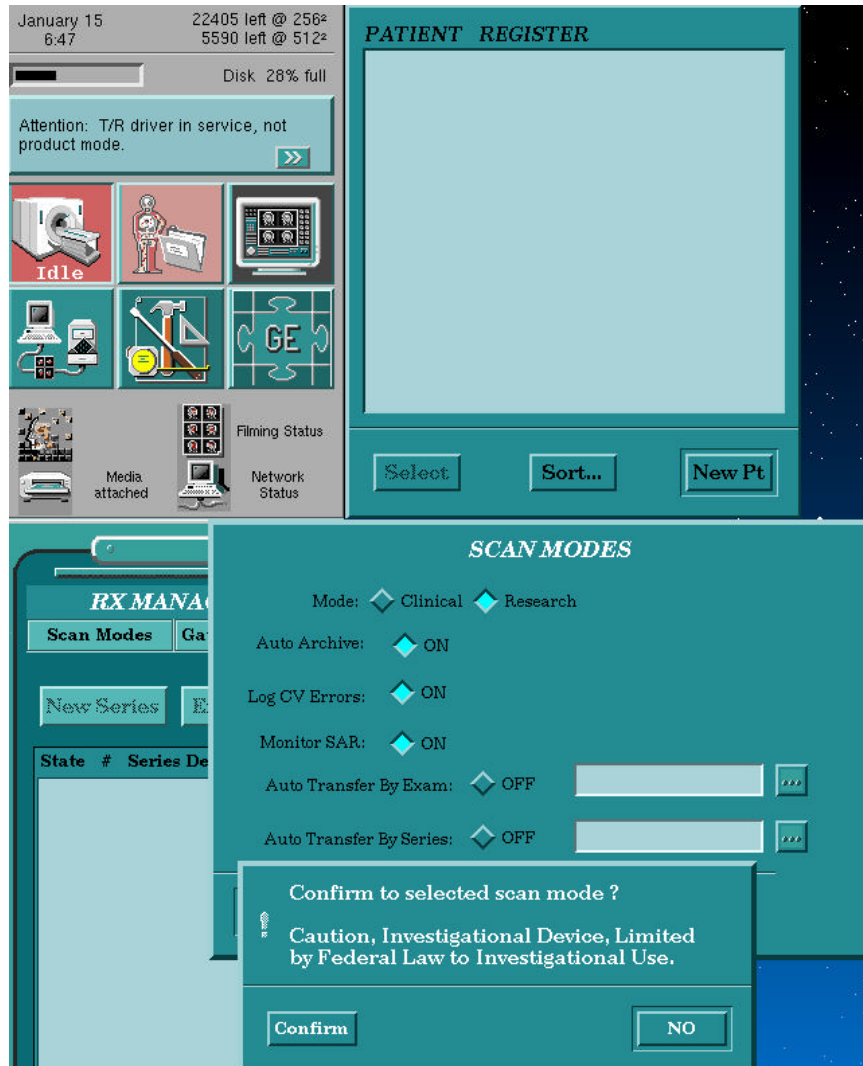 January 15
6:47
22405 left @ 256²
5590 left @ 512²
Disk 28% full
Attention: T/R driver in service, not
product mode.
>>
Idle
GE
Filming Status
Media
attached
Network
Status
PATIENT REGISTER
Select
Sort...
New Pt
RX MANA
Scan Modes
Ga
New Series
E
State # Series De
SCAN MODES
Mode: Clinical Research
Auto Archive: ON
Log CV Errors: ON
Monitor SAR: ON
Auto Transfer By Exam: OFF ...
Auto Transfer By Series: OFF ...
Confirm to selected scan mode ?
Caution, Investigational Device, Limited
by Federal Law to Investigational Use.
Confirm
NO